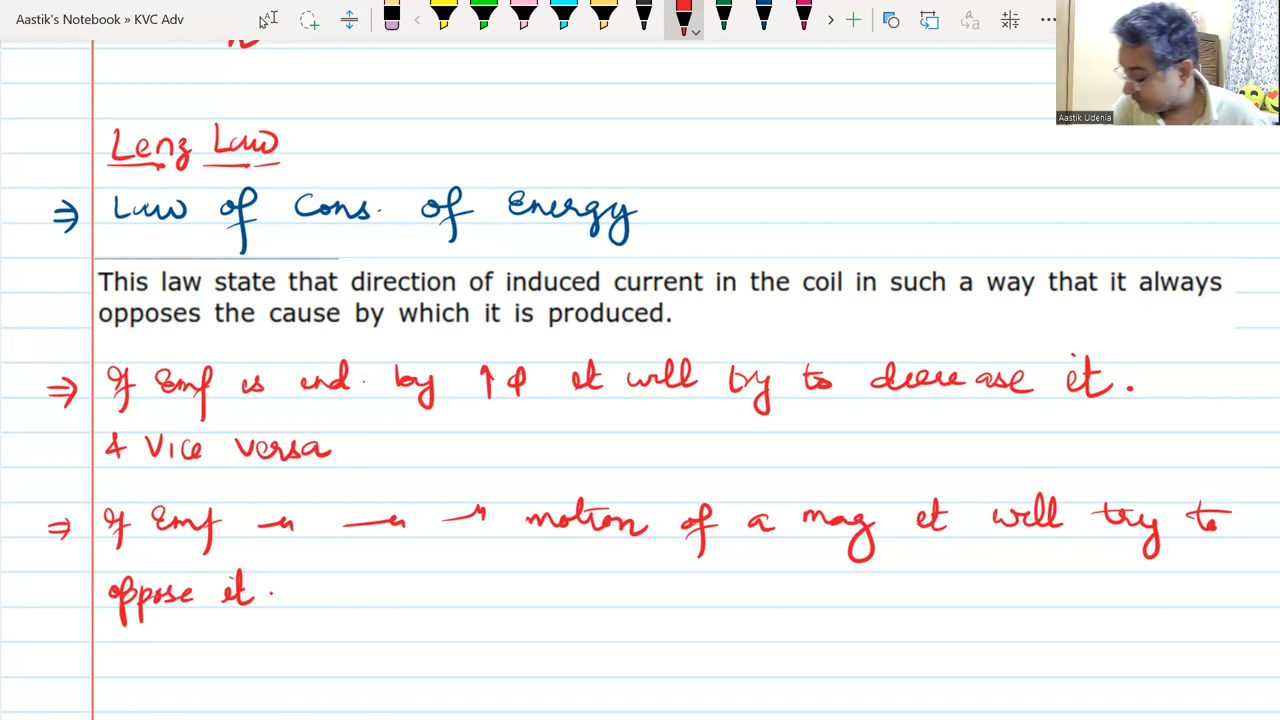 Aastik's Notebook » KVC Adv
Aastik Udenia
Lenz Law
⇒ Law of Cons. of Energy
This law state that direction of induced current in the coil in such a way that it always
opposes the cause by which it is produced.
⇒ If Emf is ind. by ↑ φ it will try to decrease it.
& Vice versa
⇒ If Emf —〃 —〃 —〃 motion of a mag it will try to
oppose it.